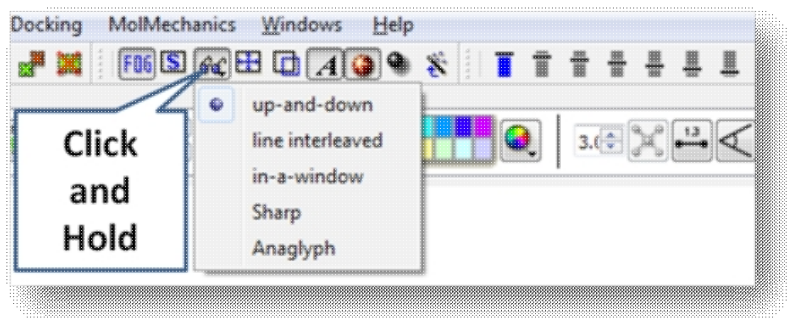 Docking MolMechanics Windows Help
FOG S A
up-and-down
line interleaved
in-a-window
Sharp
Anaglyph
Click
and
Hold
3.0
1.3